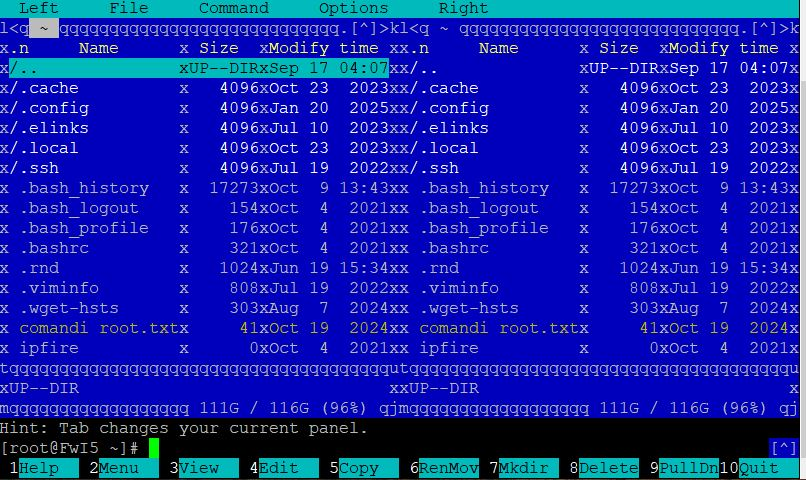 Left     File     Command     Options     Right
l<q ~ qqqqqqqqqqqqqqqqqqqqqqqqqqqq.[^]>kl<q ~ qqqqqqqqqqqqqqqqqqqqqqqqqqqq.[^]>k
x.n     Name      x Size  xModify time xx.n     Name      x Size  xModify time x
x/..              xUP--DIRxSep 17 04:07xx/..              xUP--DIRxSep 17 04:07x
x/.cache          x   4096xOct 23  2023xx/.cache          x   4096xOct 23  2023x
x/.config         x   4096xJan 20  2025xx/.config         x   4096xJan 20  2025x
x/.elinks         x   4096xJul 10  2023xx/.elinks         x   4096xJul 10  2023x
x/.local          x   4096xOct 23  2023xx/.local          x   4096xOct 23  2023x
x/.ssh            x   4096xJul 19  2022xx/.ssh            x   4096xJul 19  2022x
x .bash_history   x  17273xOct  9 13:43xx .bash_history   x  17273xOct  9 13:43x
x .bash_logout    x    154xOct  4  2021xx .bash_logout    x    154xOct  4  2021x
x .bash_profile   x    176xOct  4  2021xx .bash_profile   x    176xOct  4  2021x
x .bashrc         x    321xOct  4  2021xx .bashrc         x    321xOct  4  2021x
x .rnd            x   1024xJun 19 15:34xx .rnd            x   1024xJun 19 15:34x
x .viminfo        x    808xJul 19  2022xx .viminfo        x    808xJul 19  2022x
x .wget-hsts      x    303xAug  7  2024xx .wget-hsts      x    303xAug  7  2024x
x comandi root.txtx     41xOct 19  2024xx comandi root.txtx     41xOct 19  2024x
x ipfire          x      0xOct  4  2021xx ipfire          x      0xOct  4  2021x
tqqqqqqqqqqqqqqqqqqqqqqqqqqqqqqqqqqqqqqutqqqqqqqqqqqqqqqqqqqqqqqqqqqqqqqqqqqqqqu
xUP--DIR                               xxUP--DIR                               x
mqqqqqqqqqqqqqqqqq 111G / 116G (96%) qjmqqqqqqqqqqqqqqqqq 111G / 116G (96%) qj
Hint: Tab changes your current panel.
[root@FwI5 ~]#                                                               [^]
1Help  2Menu  3View  4Edit  5Copy  6RenMov  7Mkdir  8Delete  9PullDn  10Quit